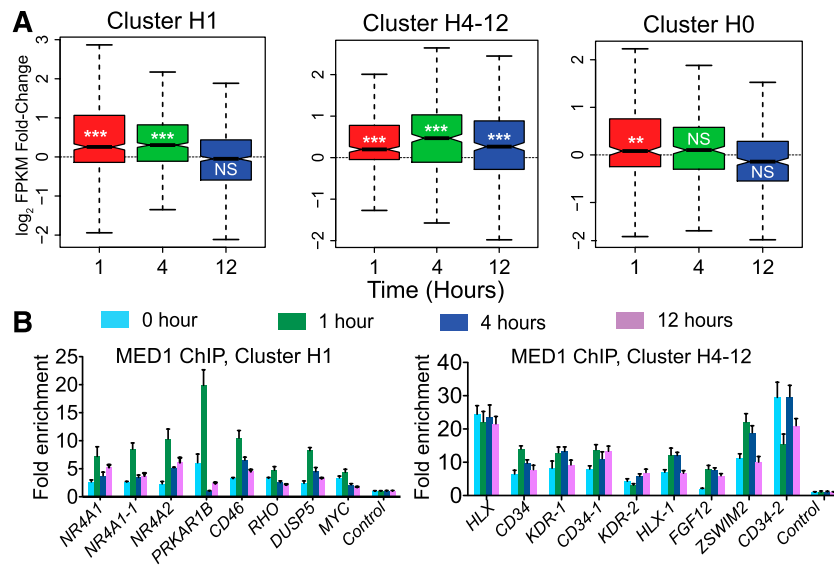 A
Cluster H1
Cluster H4-12
Cluster H0
log2 FPKM Fold-Change
3
2
1
0
−1
−2
***
***
NS
1
4
12
2
1
0
−1
−2
***
***
***
1
4
12
2
1
0
−1
−2
**
NS
NS
1
4
12
Time (Hours)
B
0 hour
1 hour
4 hours
12 hours
MED1 ChIP, Cluster H1
Fold enrichment
25
20
15
10
5
0
NR4A1
NR4A1-1
NR4A2
PRKAR1B
CD46
RHO
DUSP5
MYC
Control
MED1 ChIP, Cluster H4-12
Fold enrichment
40
30
20
10
0
HLX
CD34
KDR-1
CD34-1
KDR-2
HLX-1
FGF12
ZSWIM2
CD34-2
Control